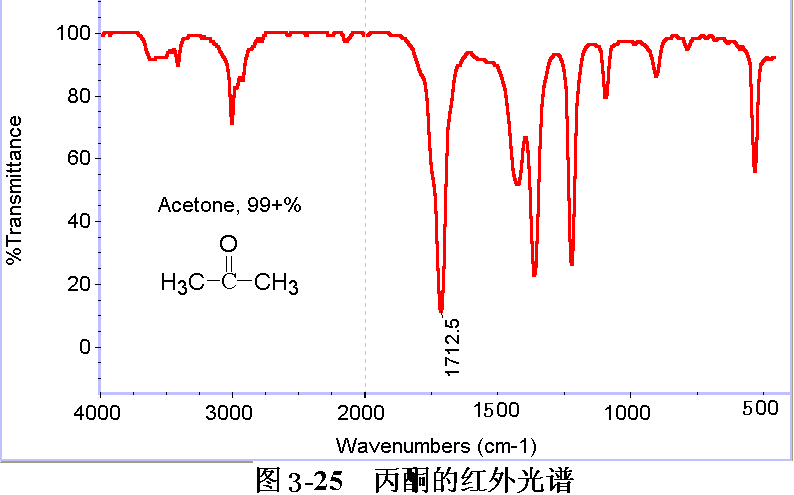 100
80
60
40
20
0
%Transmittance
Acetone, 99+%
O
H3C C CH3
1712.5
4000 3000 2000 1500 1000 500
Wavenumbers (cm-1)
图 3-25 丙酮的红外光谱